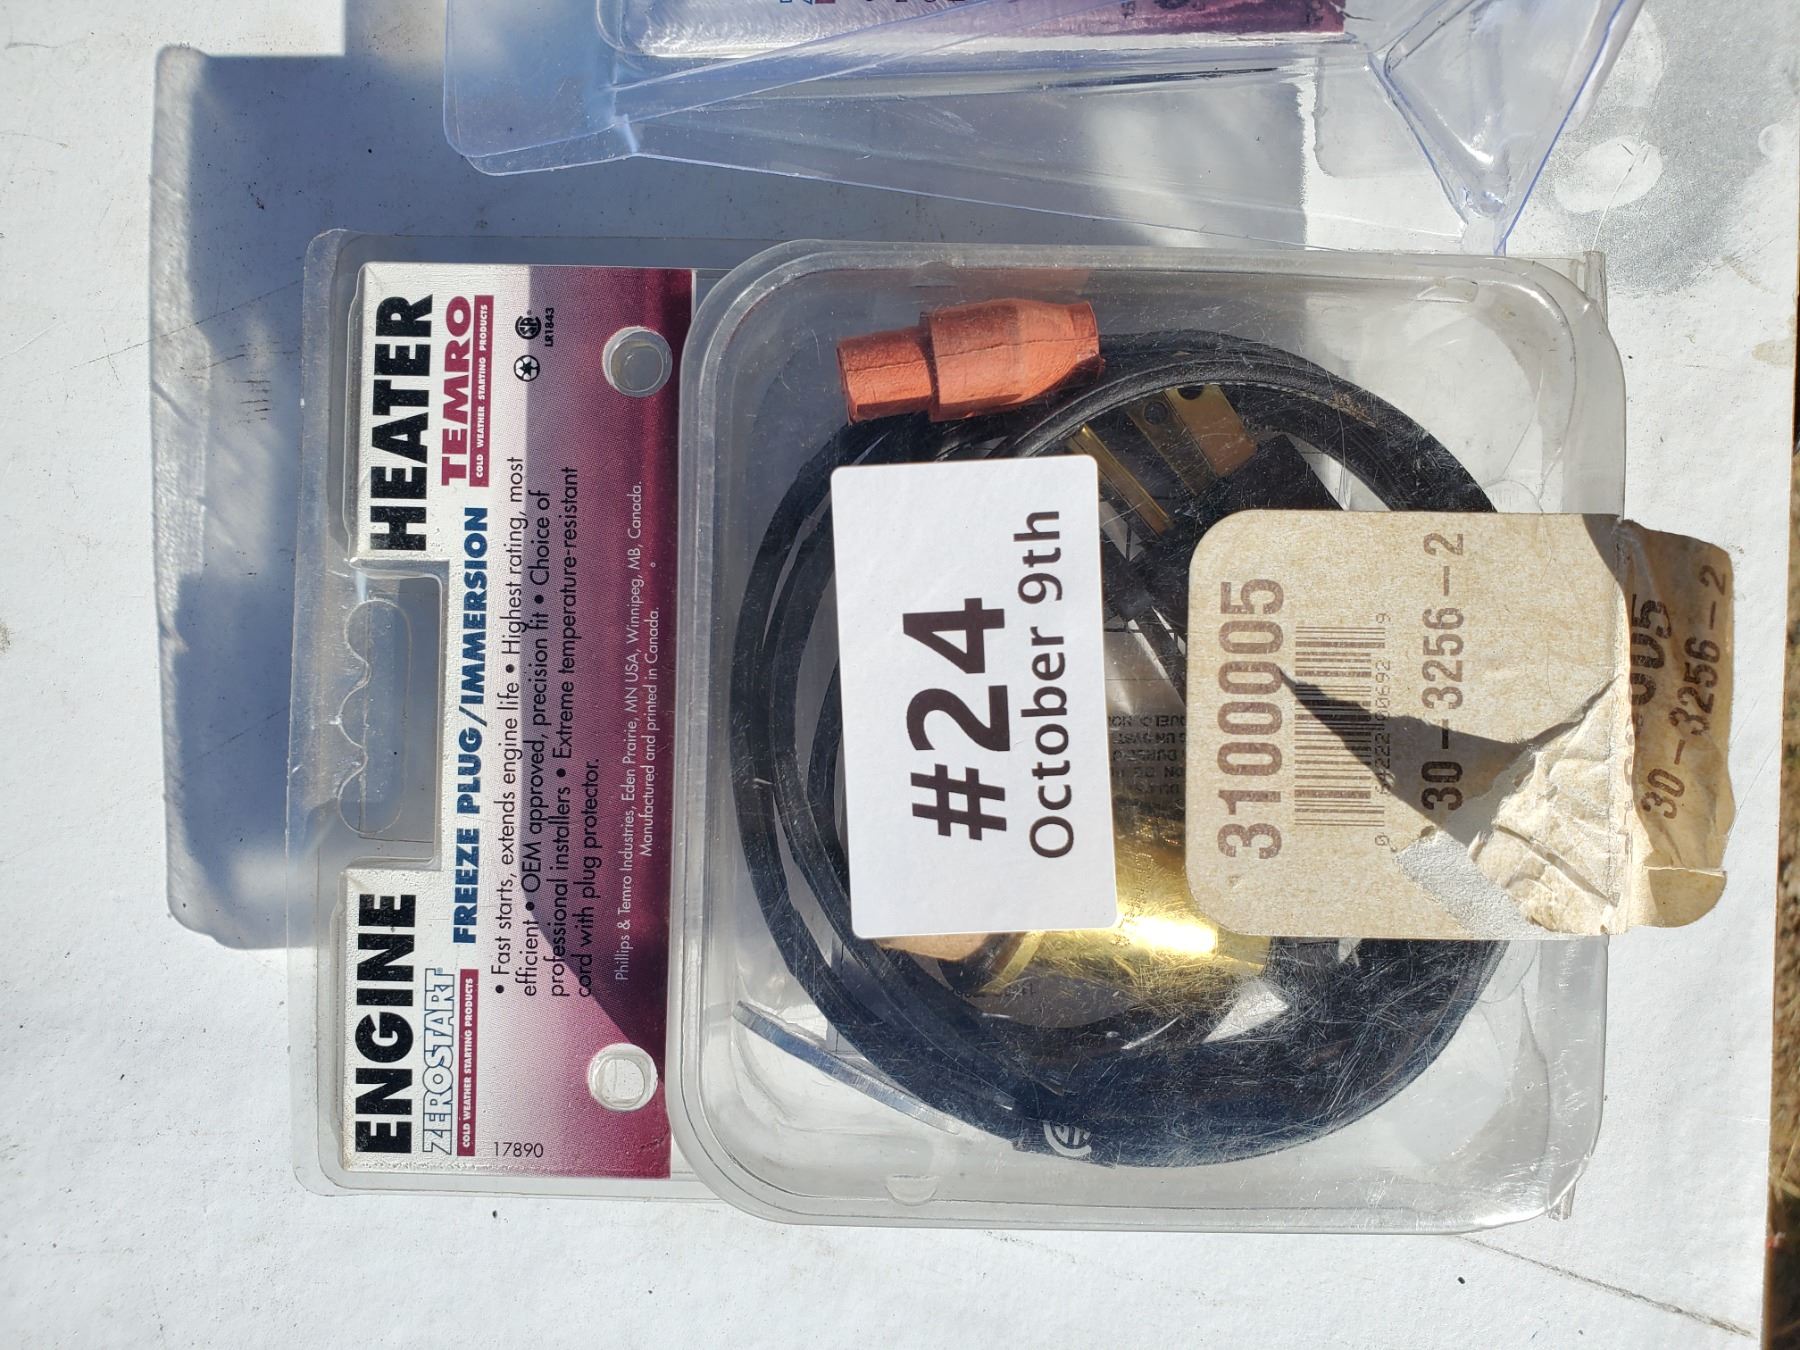 ENGINE HEATER
ZEROSTART
COLD WEATHER STARTING PRODUCTS
FREEZE PLUG/IMMERSION
TEMRO
COLD WEATHER STARTING PRODUCTS
17890
• Fast starts, extends engine life • Highest rating, most
efficient • OEM approved, precision fit • Choice of
professional installers • Extreme temperature-resistant
cord with plug protector.
LR1843
Phillips & Temro Industries, Eden Prairie, MN USA, Winnipeg, MB, Canada.
Manufactured and printed in Canada.
#24
October 9th
3100005
30-3256-2
30-3256-2